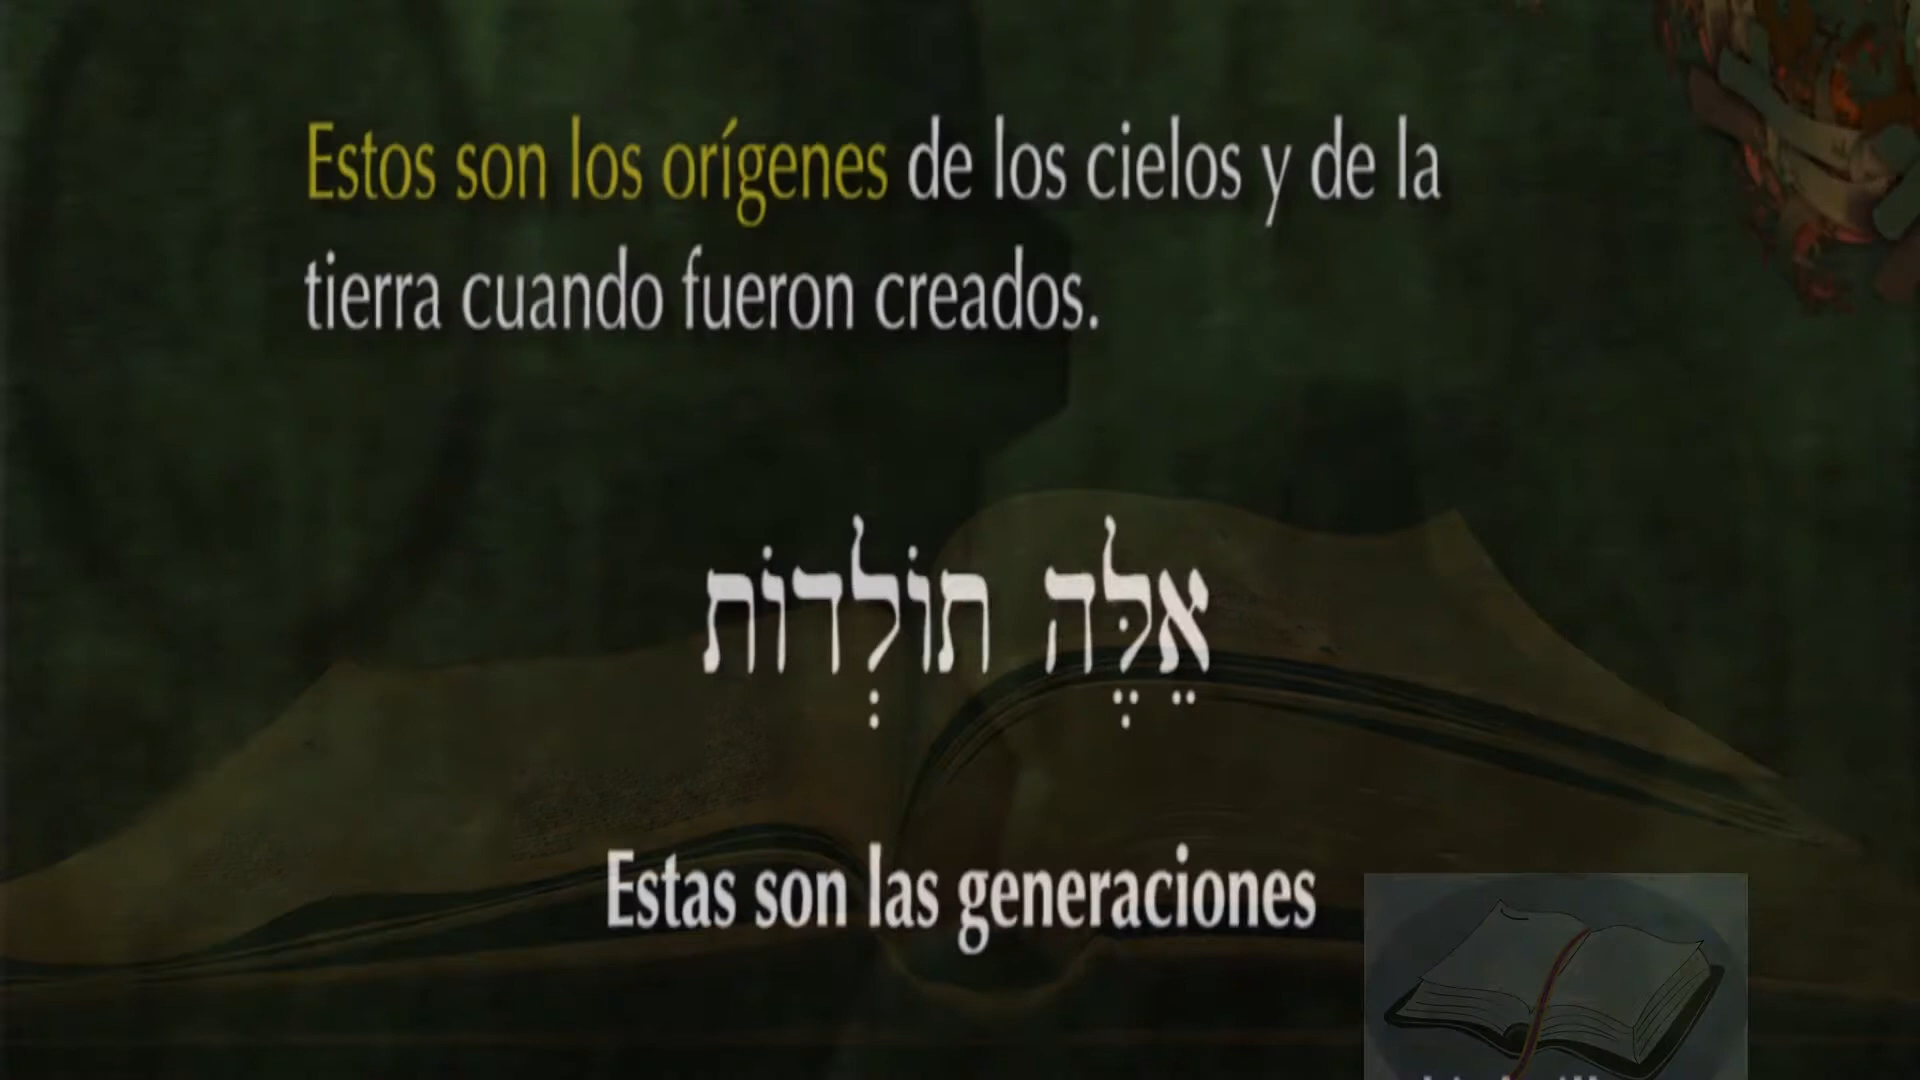 Estos son los orígenes de los cielos y de la
tierra cuando fueron creados.
אֵלֶּה תוֹלְדוֹת
Estas son las generaciones